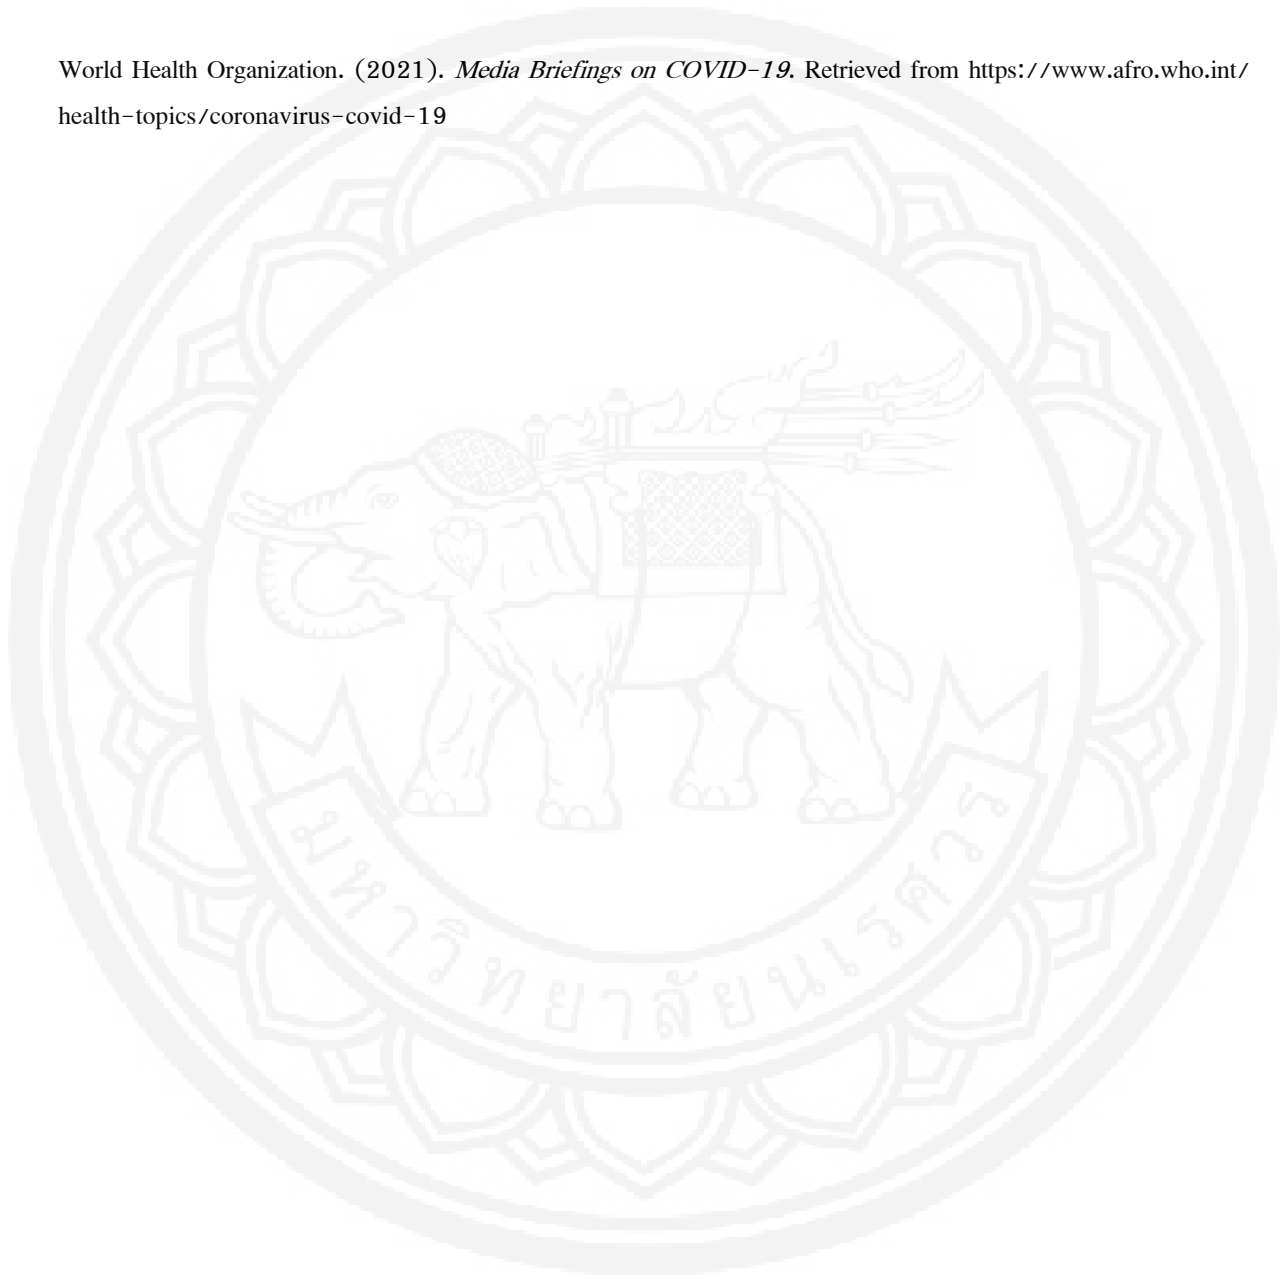 World Health Organization. (2021). Media Briefings on COVID-19. Retrieved from https://www.afro.who.int/
health-topics/coronavirus-covid-19
มหาวิทยาลัยนเรศวร